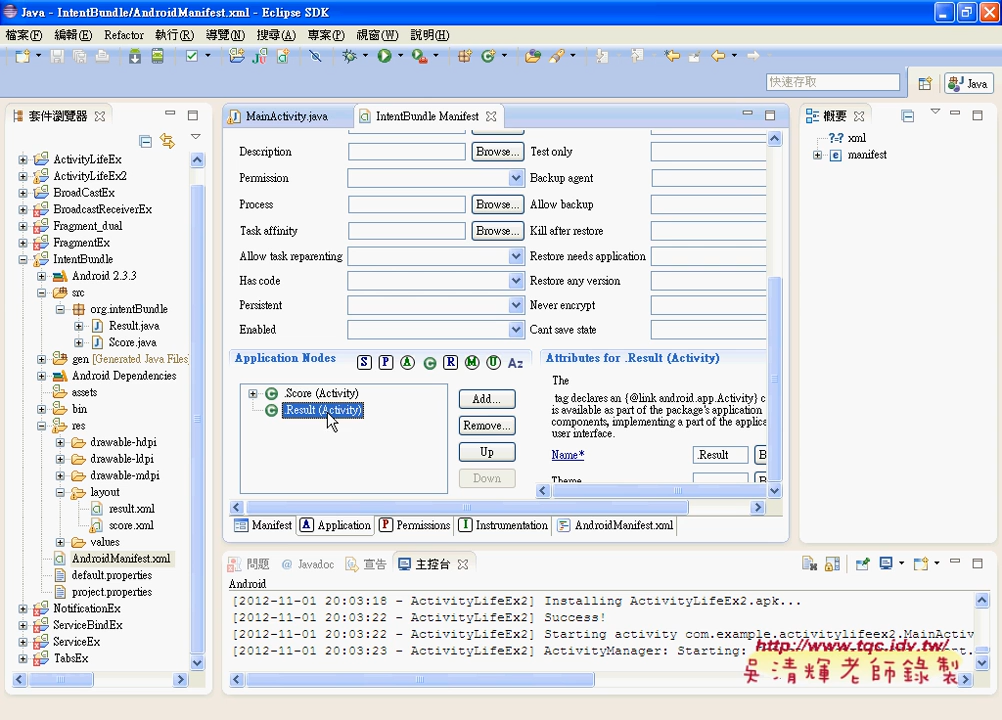 Java - IntentBundle/AndroidManifest.xml - Eclipse SDK
檔案(F) 編輯(E) Refactor 執行(R) 導覽(N) 搜尋(A) 專案(P) 視窗(W) 說明(H)
快速存取
Java
套件瀏覽器
ActivityLifeEx
ActivityLifeEx2
BroadCastEx
BroadcastReceiverEx
Fragment_dual
FragmentEx
IntentBundle
Android 2.3.3
src
org.intentBundle
Result.java
Score.java
gen [Generated Java Files]
Android Dependencies
assets
bin
res
drawable-hdpi
drawable-ldpi
drawable-mdpi
layout
result.xml
score.xml
values
AndroidManifest.xml
default.properties
project.properties
NotificationEx
ServiceBindEx
ServiceEx
TabsEx
MainActivity.java
IntentBundle Manifest
Description Browse... Test only
Permission Backup agent
Process Browse... Allow backup
Task affinity Browse... Kill after restore
Allow task reparenting Restore needs application
Has code Restore any version
Persistent Never encrypt
Enabled Cant save state
Application Nodes
S P A C R M U Az
.Score (Activity)
.Result (Activity)
Add...
Remove...
Up
Down
Attributes for .Result (Activity)
The
tag declares an {@link android.app.Activity} c
is available as part of the package's application
components, implementing a part of the applica
user interface.
Name* .Result B
Theme
Manifest Application Permissions Instrumentation AndroidManifest.xml
概要
xml
manifest
問題 Javadoc 宣告 主控台
Android
[2012-11-01 20:03:18 - ActivityLifeEx2] Installing ActivityLifeEx2.apk...
[2012-11-01 20:03:22 - ActivityLifeEx2] Success!
[2012-11-01 20:03:22 - ActivityLifeEx2] Starting activity com.example.activitylifeex2.MainActiv
[2012-11-01 20:03:23 - ActivityLifeEx2] ActivityManager: Starting:
http://www.tqc.idv.tw/
吳清輝老師錄製